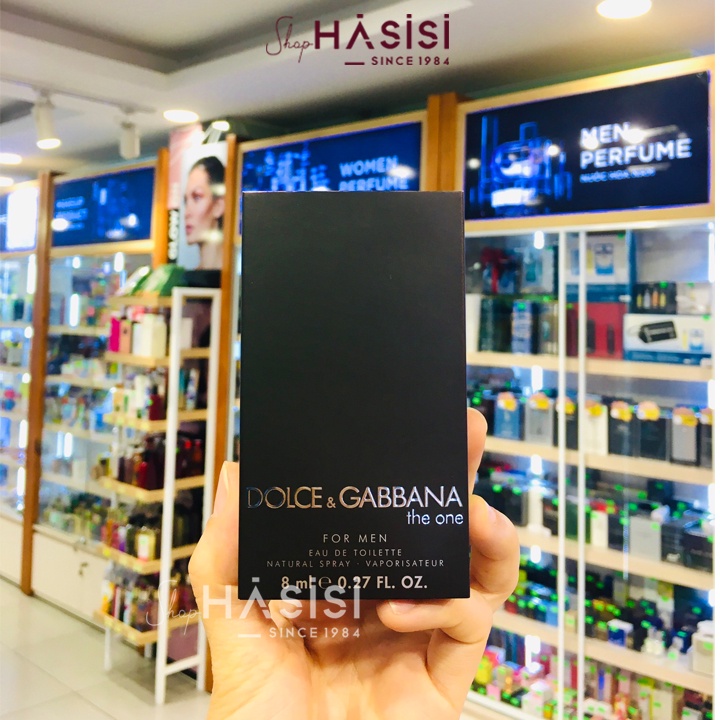 Shop HASISI
SINCE 1984
WOMEN
PERFUME
MEN
PERFUME
NƯỚC HOA NAM
GLOW
DOLCE & GABBANA
the one
FOR MEN
EAU DE TOILETTE
NATURAL SPRAY · VAPORISATEUR
8 ml ℮ 0.27 FL. OZ.
Shop HASISI
SINCE 1984